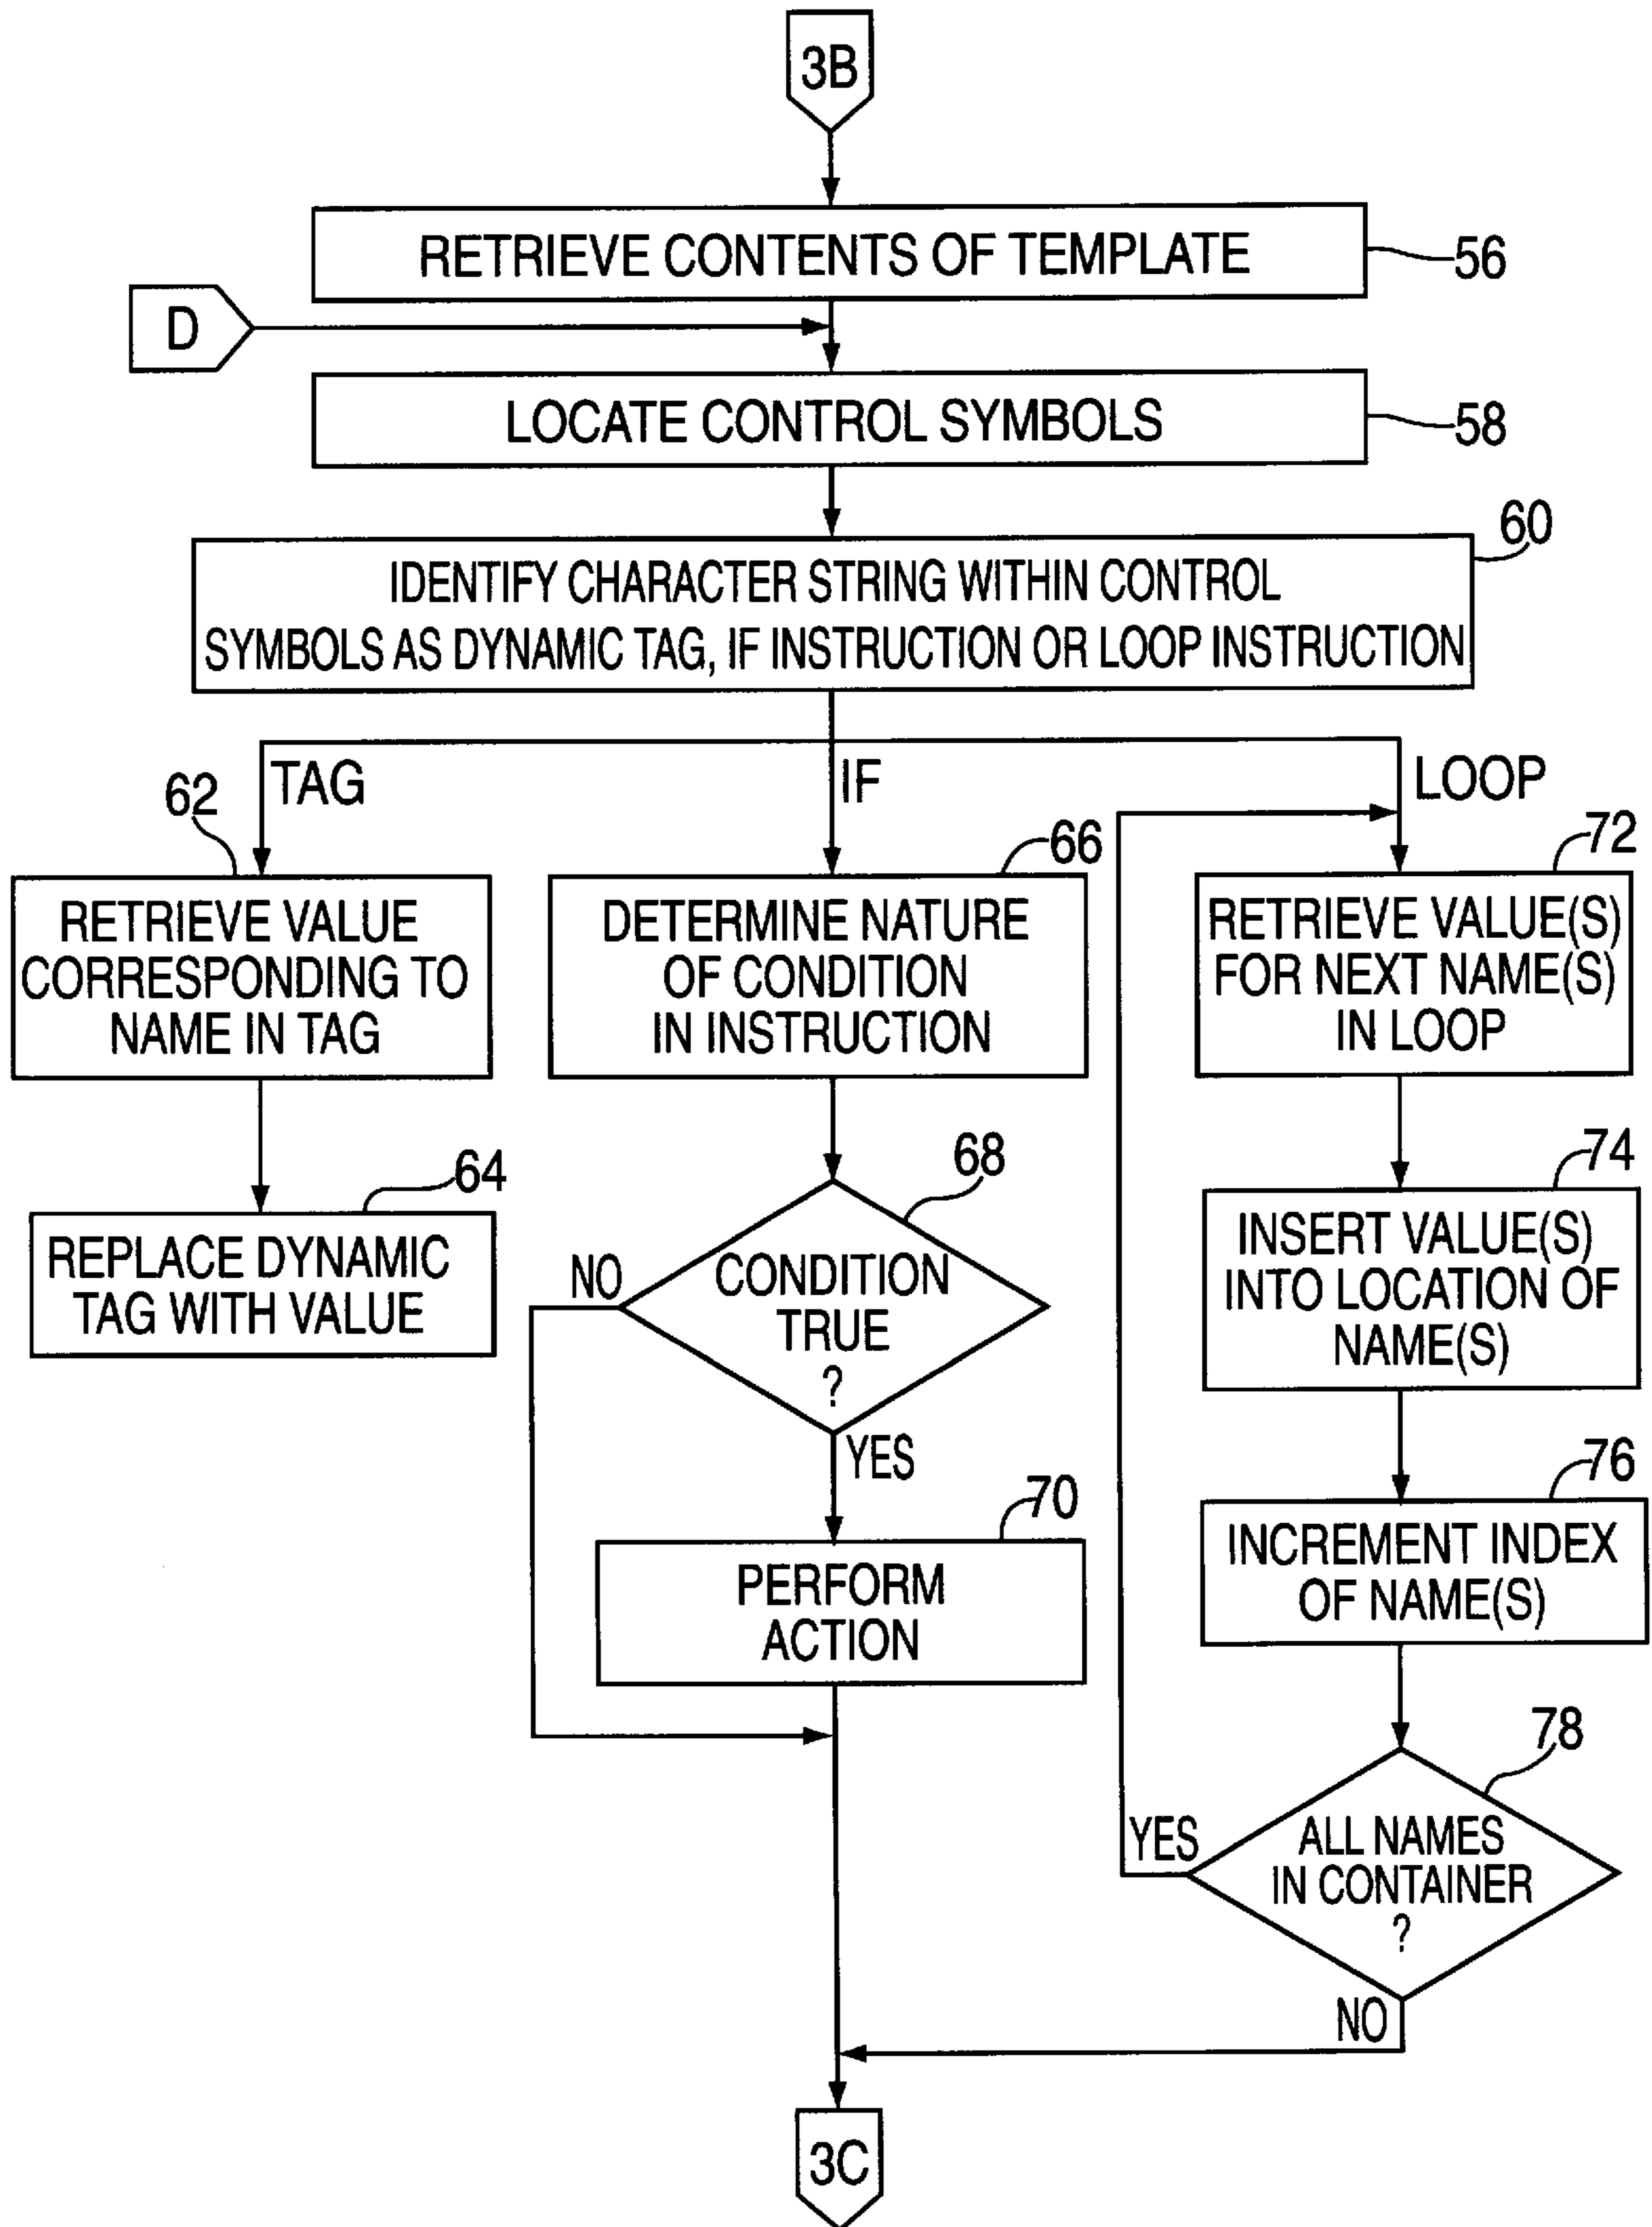 3B
RETRIEVE CONTENTS OF TEMPLATE
56
D
LOCATE CONTROL SYMBOLS
58
60
IDENTIFY CHARACTER STRING WITHIN CONTROL
SYMBOLS AS DYNAMIC TAG, IF INSTRUCTION OR LOOP INSTRUCTION
TAG
IF
LOOP
62
RETRIEVE VALUE
CORRESPONDING TO
NAME IN TAG
64
REPLACE DYNAMIC
TAG WITH VALUE
66
DETERMINE NATURE
OF CONDITION
IN INSTRUCTION
68
CONDITION
TRUE
?
NO
YES
70
PERFORM
ACTION
72
RETRIEVE VALUE(S)
FOR NEXT NAME(S)
IN LOOP
74
INSERT VALUE(S)
INTO LOCATION OF
NAME(S)
76
INCREMENT INDEX
OF NAME(S)
78
ALL NAMES
IN CONTAINER
?
YES
NO
3C